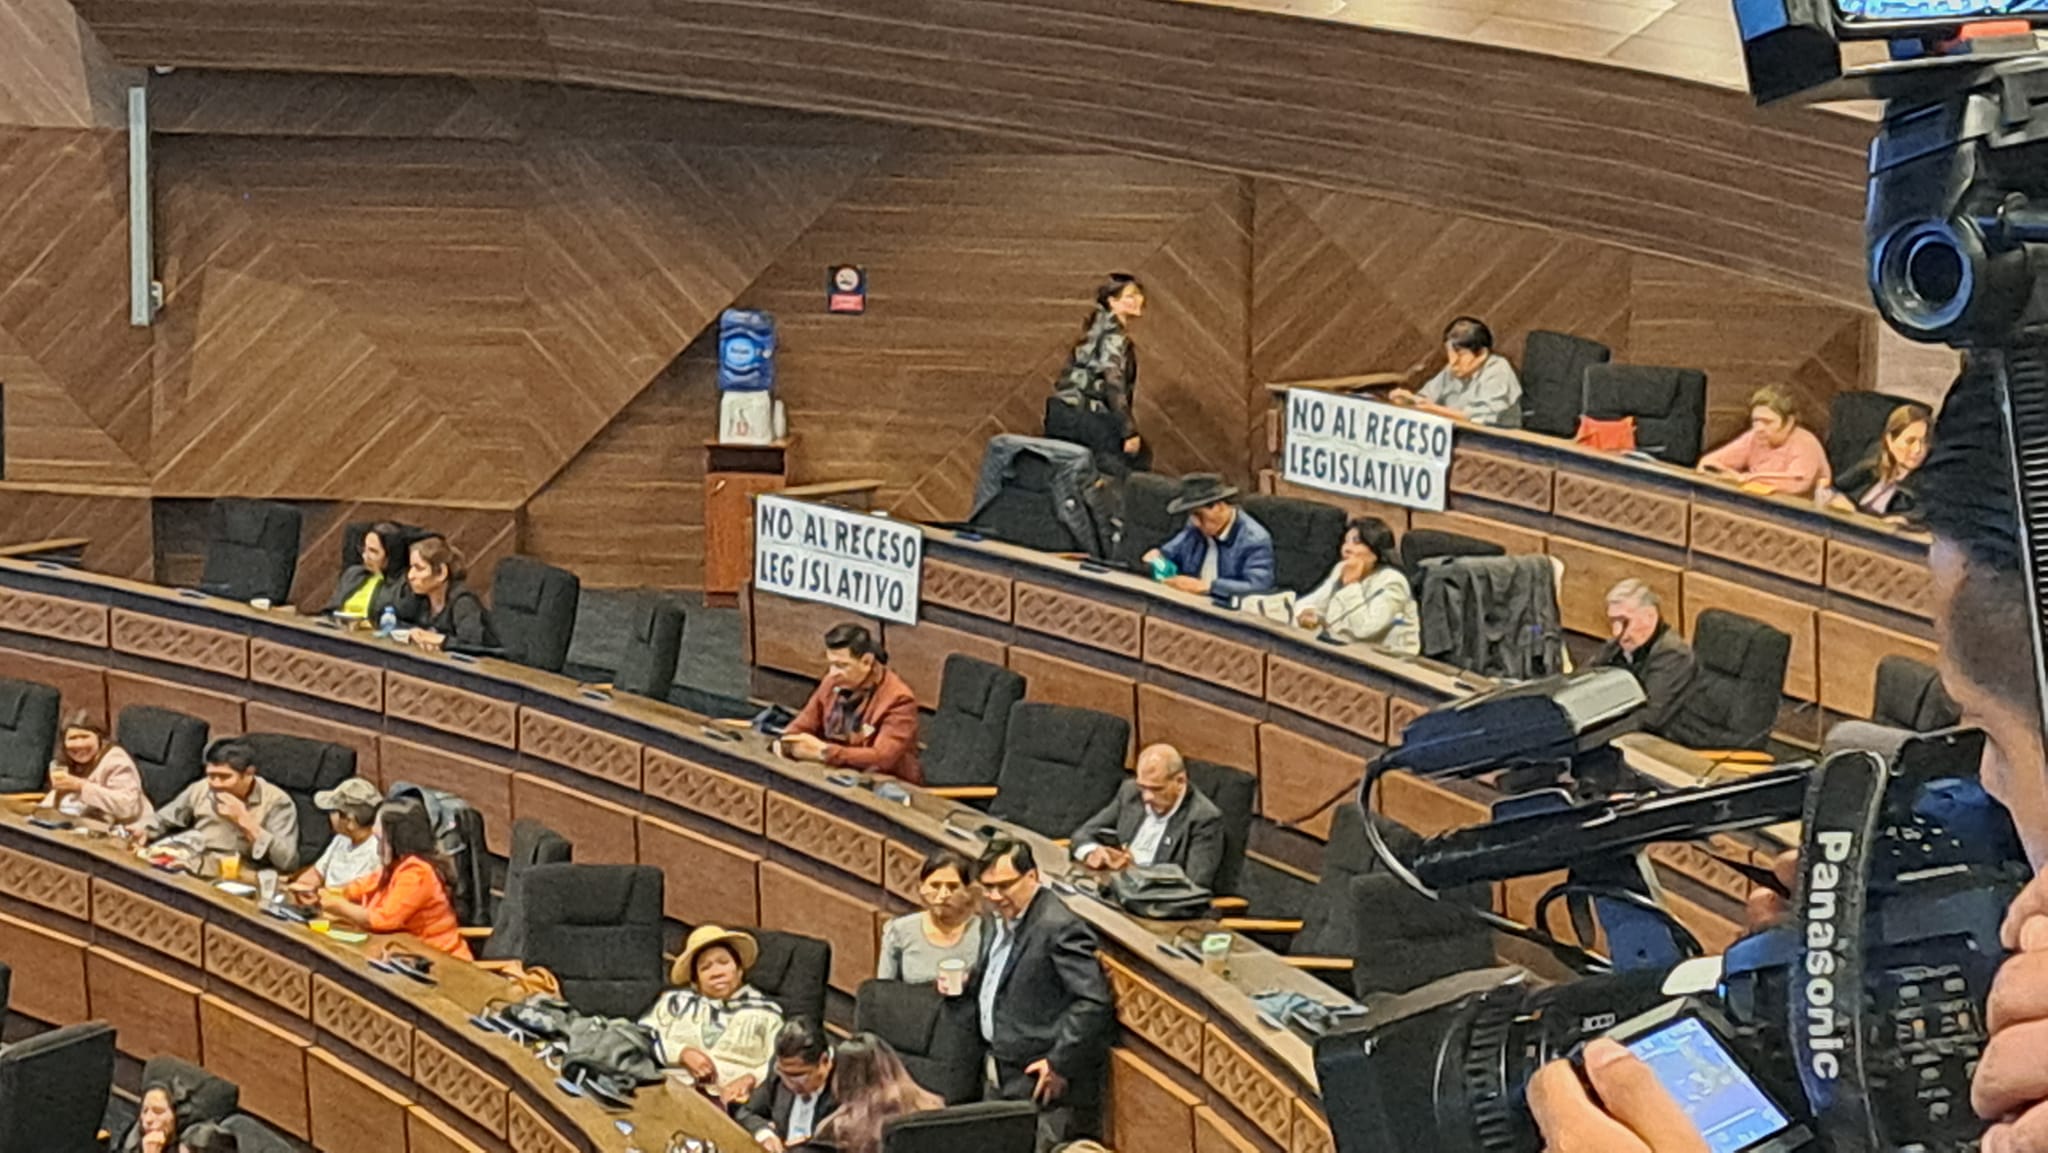 NO AL RECESO
LEGISLATIVO
NO AL RECESO
LEGISLATIVO
Panasonic